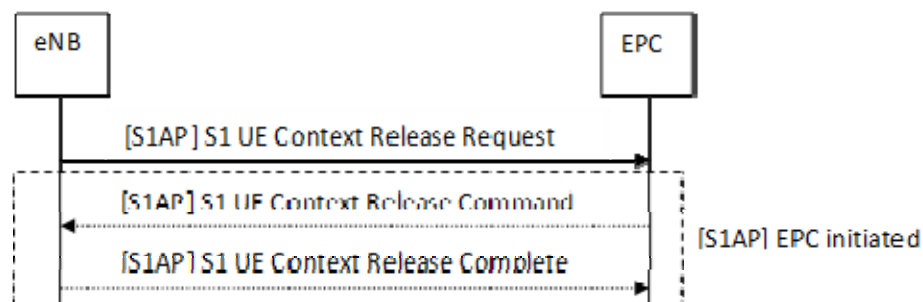 eNB
EPC
[S1AP] S1 UE Context Release Request
[S1AP] S1 UE Context Release Command
[S1AP] EPC initiated
[S1AP] S1 UE Context Release Complete